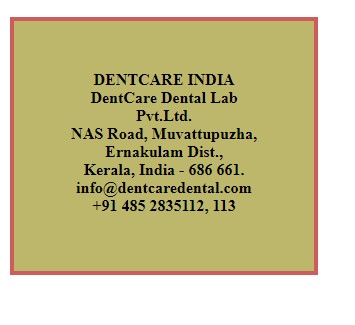 DENTCARE INDIA
DentCare Dental Lab
Pvt.Ltd.
NAS Road, Muvattupuzha,
Ernakulam Dist.,
Kerala, India - 686 661.
info@dentcaredental.com
+91 485 2835112, 113